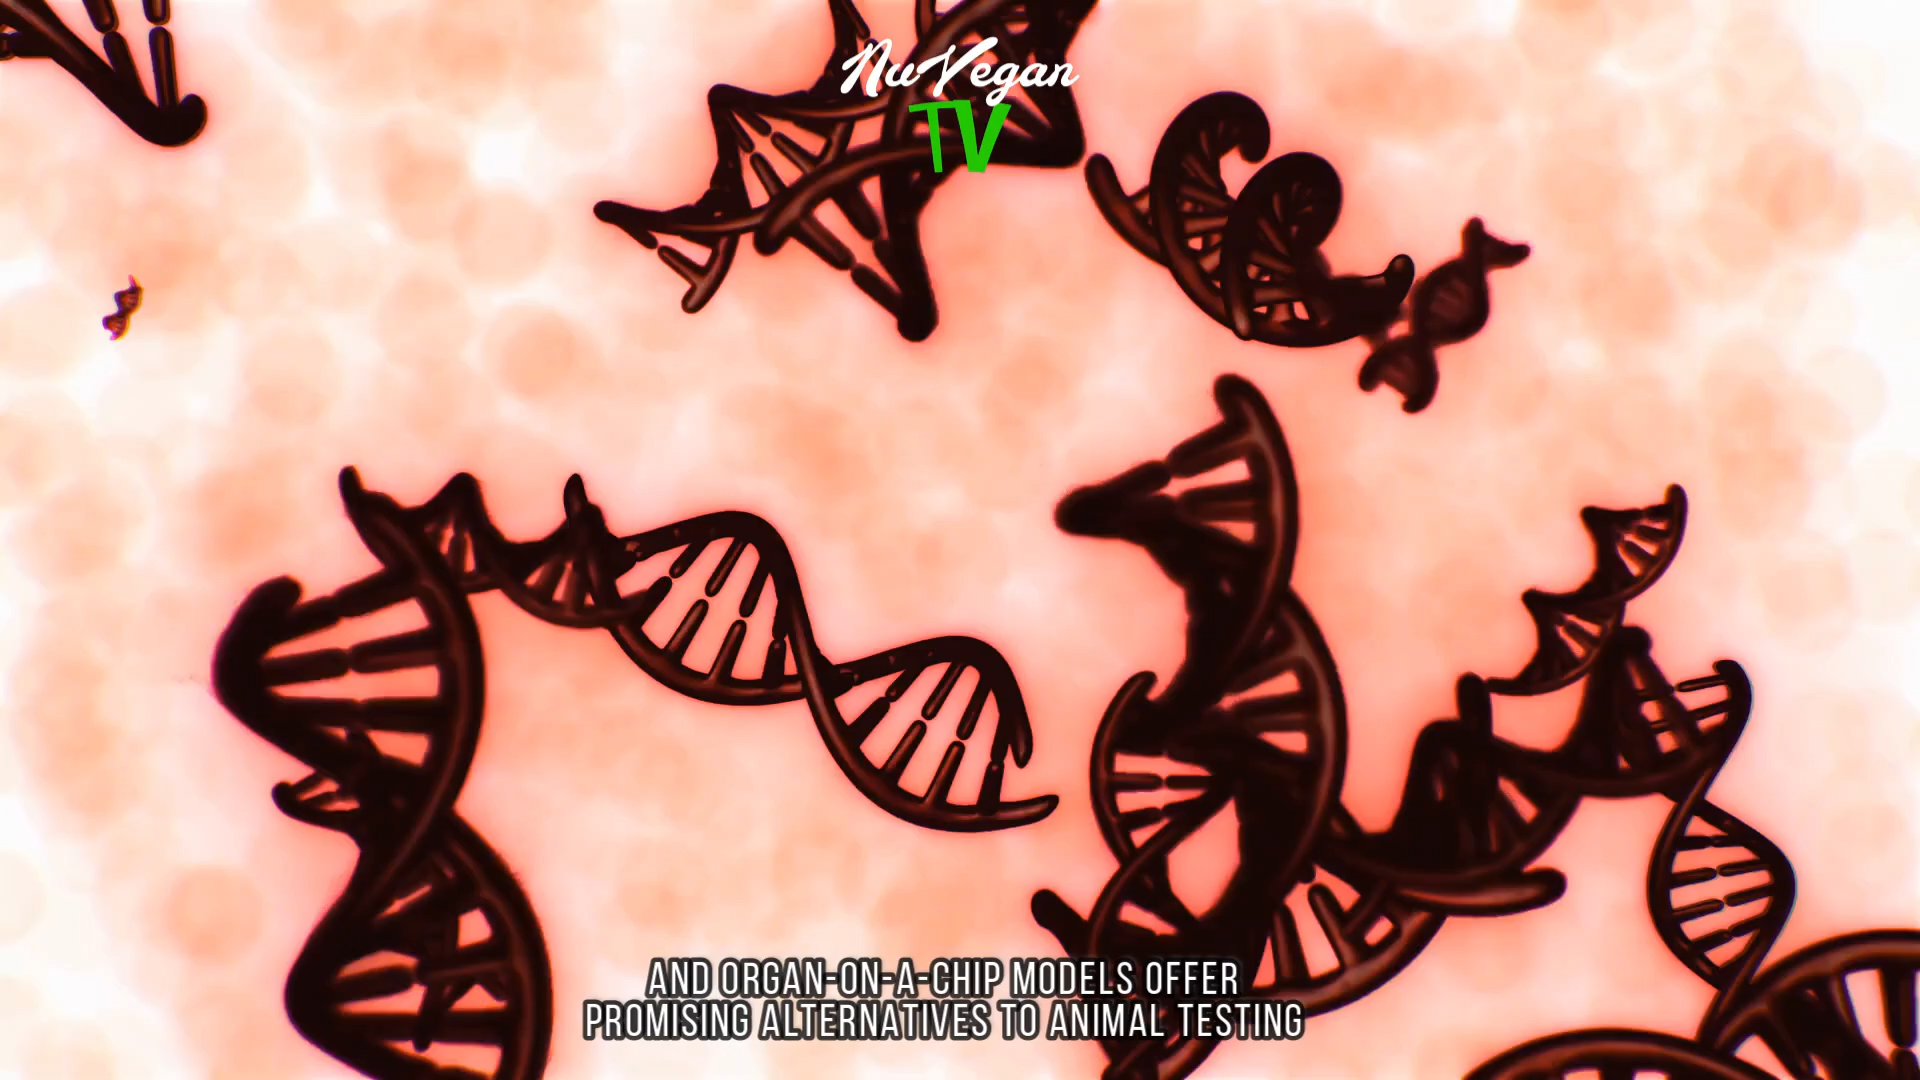 NuVegan
TV
AND ORGAN-ON-A-CHIP MODELS OFFER
PROMISING ALTERNATIVES TO ANIMAL TESTING